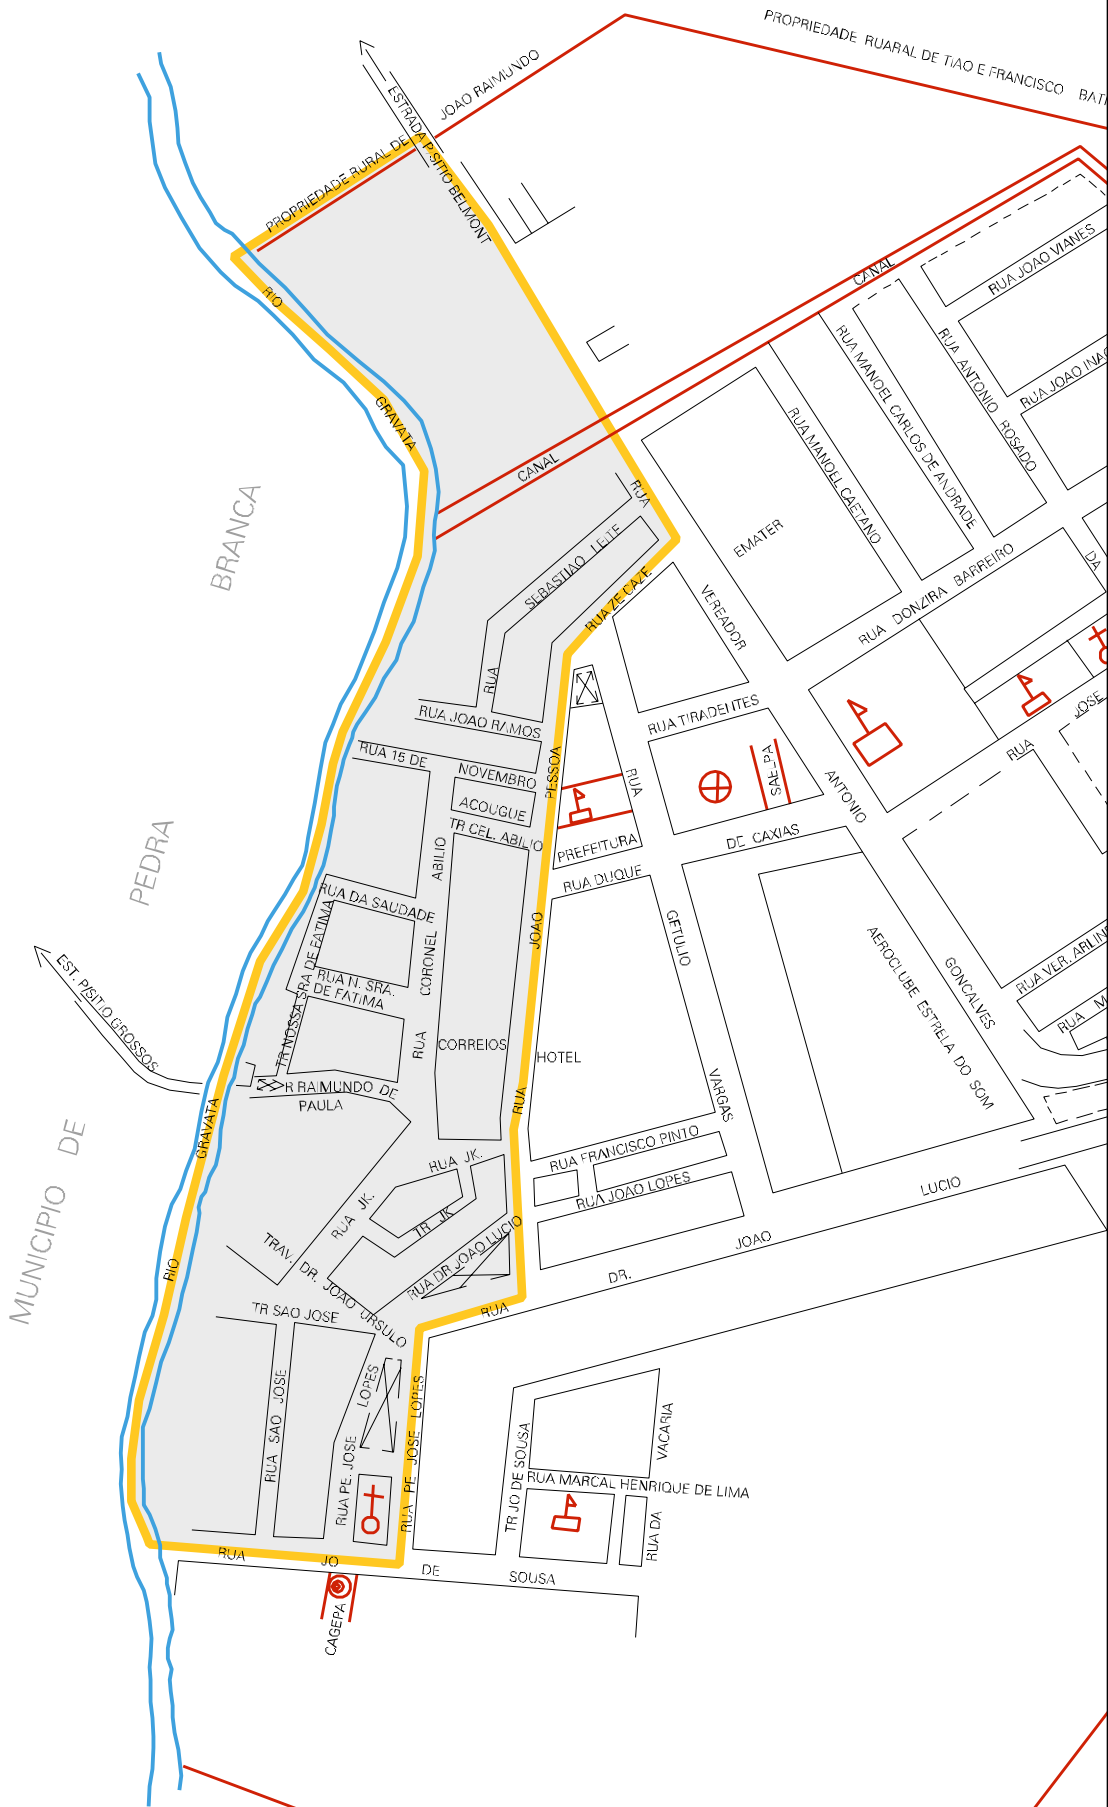 PROPRIEDADE RUARAL DE TIAO E FRANCISCO BATI
JOAO RAIMUNDO
ESTRADA P/SITIO BELMONT
PROPRIEDADE RURAL DE
RIO
GRAVATA
CANAL
CANAL
RUA JOAO VIANES
RUA JOAO INAC
RUA ANTONIO ROSADO
RUA MANOEL CARLOS DE ANDRADE
RUA MANOEL CAETANO
EMATER
RUA
VEREADOR
ANTONIO
GONCALVES
RUA DONZIRA BARREIRO
DA
JOSE
RUA
BRANCA
PEDRA
MUNICIPIO DE
SEBASTIAO LEITE
RUA
RUA ZE CAZE
RUA JOAO RAMOS
RUA 15 DE
NOVEMBRO
ACOUGUE
TR CEL. ABILIO
RUA TIRADENTES
SAELPA
RUA
PESSOA
PREFEITURA
RUA DUQUE
DE CAXIAS
ABILIO
CORONEL
RUA
RUA DA SAUDADE
TR NOSSA SRA DE FATIMA
RUA N. SRA.
DE FATIMA
JOAO
GETULIO
VARGAS
AEROCLUBE ESTRELA DO SOM
RUA VER. ARLIN
RUA M
EST. P/SITIO GROSSOS
CORREIOS
HOTEL
R RAIMUNDO DE
PAULA
RUA
GRAVATA
RUA JK.
RUA FRANCISCO PINTO
RUA JOAO LOPES
RUA JK.
TR JK
RUA DR JOAO LUCIO
TRAV. DR. JOAO URSULO
RIO
RUA
DR.
JOAO
LUCIO
TR SAO JOSE
RUA SAO JOSE
LOPES
RUA PE. JOSE
RUA PE. JOSE LOPES
TR JO DE SOUSA
VACARIA
RUA DA
RUA MARCAL HENRIQUE DE LIMA
RUA
JO
DE
SOUSA
CAGEPA